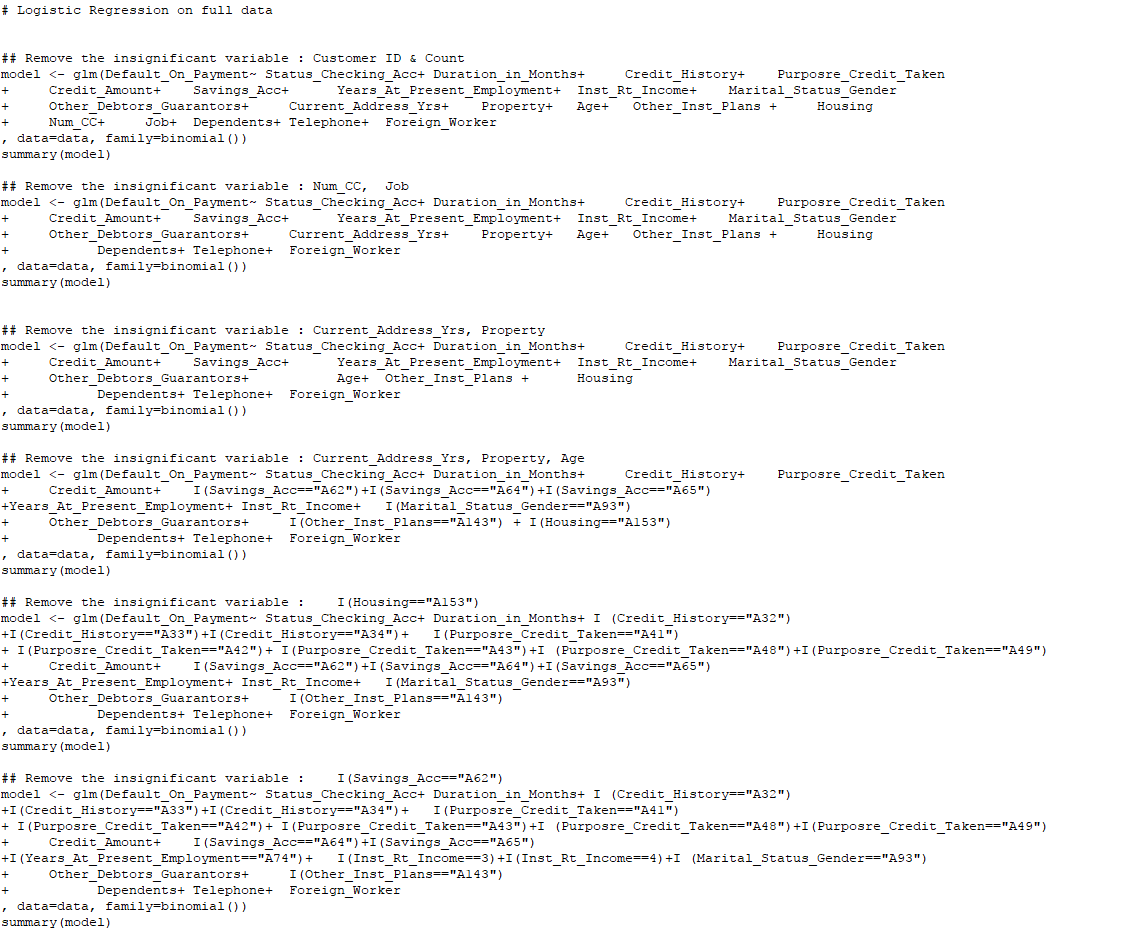 # Logistic Regression on full data
## Remove the insignificant variable : Customer ID & Count
model <- glm(Default_On_Payment~ Status_Checking_Acc+ Duration_in_Months+     Credit_History+    Purposre_Credit_Taken
+     Credit_Amount+    Savings_Acc+      Years_At_Present_Employment+  Inst_Rt_Income+    Marital_Status_Gender
+     Other_Debtors_Guarantors+     Current_Address_Yrs+    Property+   Age+   Other_Inst_Plans +     Housing
+     Num_CC+     Job+  Dependents+ Telephone+  Foreign_Worker
, data=data, family=binomial())
summary(model)
## Remove the insignificant variable : Num_CC,  Job
model <- glm(Default_On_Payment~ Status_Checking_Acc+ Duration_in_Months+     Credit_History+    Purposre_Credit_Taken
+     Credit_Amount+    Savings_Acc+      Years_At_Present_Employment+  Inst_Rt_Income+    Marital_Status_Gender
+     Other_Debtors_Guarantors+     Current_Address_Yrs+    Property+   Age+   Other_Inst_Plans +     Housing
+           Dependents+ Telephone+  Foreign_Worker
, data=data, family=binomial())
summary(model)
## Remove the insignificant variable : Current_Address_Yrs, Property
model <- glm(Default_On_Payment~ Status_Checking_Acc+ Duration_in_Months+     Credit_History+    Purposre_Credit_Taken
+     Credit_Amount+    Savings_Acc+      Years_At_Present_Employment+  Inst_Rt_Income+    Marital_Status_Gender
+     Other_Debtors_Guarantors+           Age+  Other_Inst_Plans +      Housing
+           Dependents+ Telephone+  Foreign_Worker
, data=data, family=binomial())
summary(model)
## Remove the insignificant variable : Current_Address_Yrs, Property, Age
model <- glm(Default_On_Payment~ Status_Checking_Acc+ Duration_in_Months+     Credit_History+    Purposre_Credit_Taken
+     Credit_Amount+    I(Savings_Acc=="A62")+I(Savings_Acc=="A64")+I(Savings_Acc=="A65")
+Years_At_Present_Employment+ Inst_Rt_Income+   I(Marital_Status_Gender=="A93")
+     Other_Debtors_Guarantors+     I(Other_Inst_Plans=="A143") + I(Housing=="A153")
+           Dependents+ Telephone+  Foreign_Worker
, data=data, family=binomial())
summary(model)
## Remove the insignificant variable :    I(Housing=="A153")
model <- glm(Default_On_Payment~ Status_Checking_Acc+ Duration_in_Months+ I (Credit_History=="A32")
+I(Credit_History=="A33")+I(Credit_History=="A34")+   I(Purposre_Credit_Taken=="A41")
+ I(Purposre_Credit_Taken=="A42")+ I(Purposre_Credit_Taken=="A43")+I (Purposre_Credit_Taken=="A48")+I(Purposre_Credit_Taken=="A49")
+     Credit_Amount+    I(Savings_Acc=="A62")+I(Savings_Acc=="A64")+I(Savings_Acc=="A65")
+Years_At_Present_Employment+ Inst_Rt_Income+   I(Marital_Status_Gender=="A93")
+     Other_Debtors_Guarantors+     I(Other_Inst_Plans=="A143")
+           Dependents+ Telephone+  Foreign_Worker
, data=data, family=binomial())
summary(model)
## Remove the insignificant variable :    I(Savings_Acc=="A62")
model <- glm(Default_On_Payment~ Status_Checking_Acc+ Duration_in_Months+ I (Credit_History=="A32")
+I(Credit_History=="A33")+I(Credit_History=="A34")+   I(Purposre_Credit_Taken=="A41")
+ I(Purposre_Credit_Taken=="A42")+ I(Purposre_Credit_Taken=="A43")+I (Purposre_Credit_Taken=="A48")+I(Purposre_Credit_Taken=="A49")
+     Credit_Amount+    I(Savings_Acc=="A64")+I(Savings_Acc=="A65")
+I(Years_At_Present_Employment=="A74")+   I(Inst_Rt_Income==3)+I(Inst_Rt_Income==4)+I (Marital_Status_Gender=="A93")
+     Other_Debtors_Guarantors+     I(Other_Inst_Plans=="A143")
+           Dependents+ Telephone+  Foreign_Worker
, data=data, family=binomial())
summary(model)